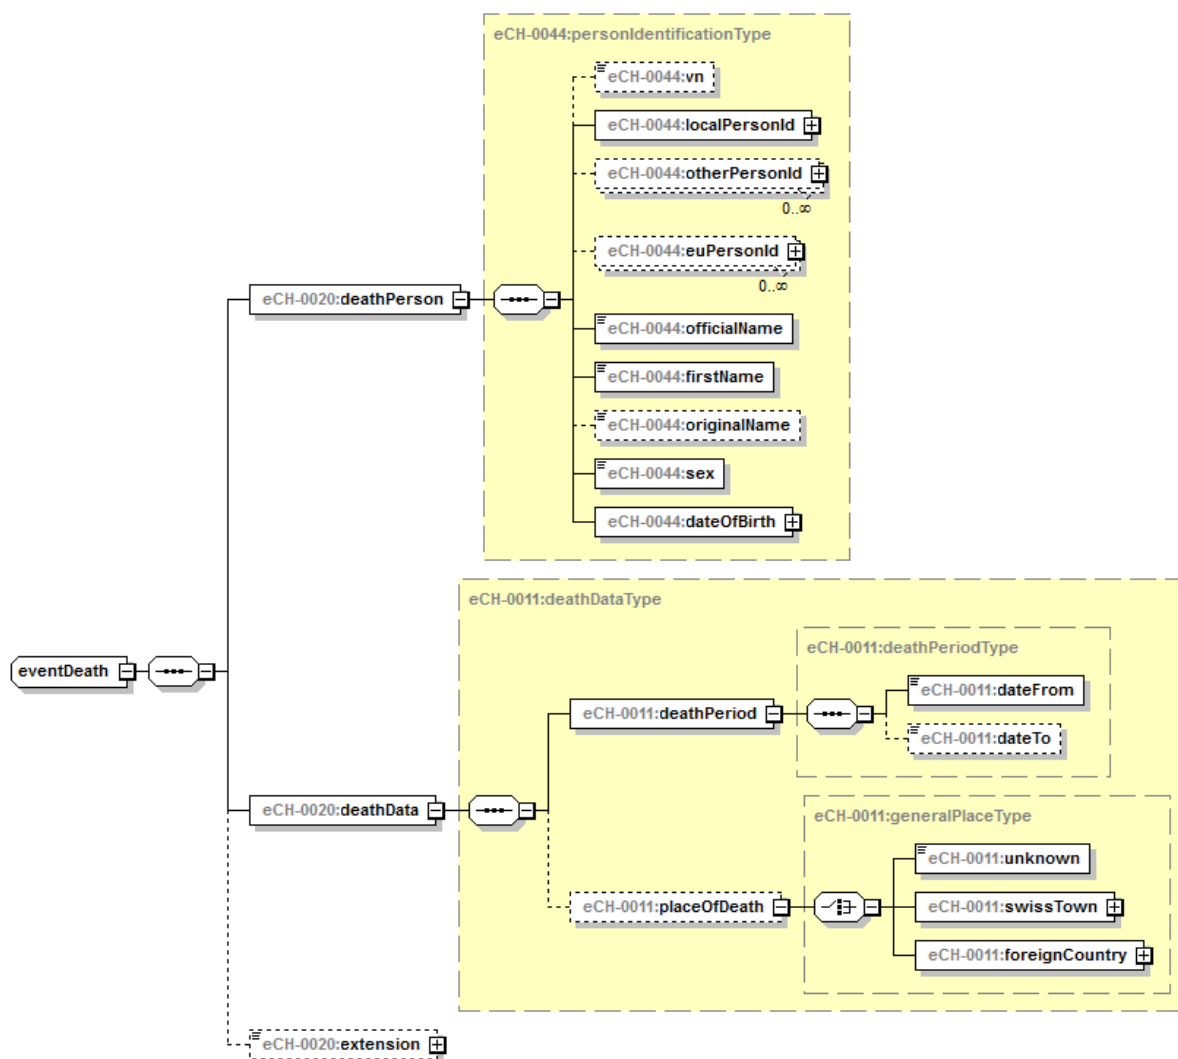 eCH-0044:personIdentificationType
eCH-0044:vn
eCH-0044:localPersonId
eCH-0044:otherPersonId
0..∞
eCH-0044:euPersonId
0..∞
eCH-0020:deathPerson
eCH-0044:officialName
eCH-0044:firstName
eCH-0044:originalName
eCH-0044:sex
eCH-0044:dateOfBirth
eCH-0011:deathDataType
eCH-0011:deathPeriodType
eventDeath
eCH-0011:dateFrom
eCH-0011:deathPeriod
eCH-0011:dateTo
eCH-0020:deathData
eCH-0011:generalPlaceType
eCH-0011:unknown
eCH-0011:placeOfDeath
eCH-0011:swissTown
eCH-0011:foreignCountry
eCH-0020:extension